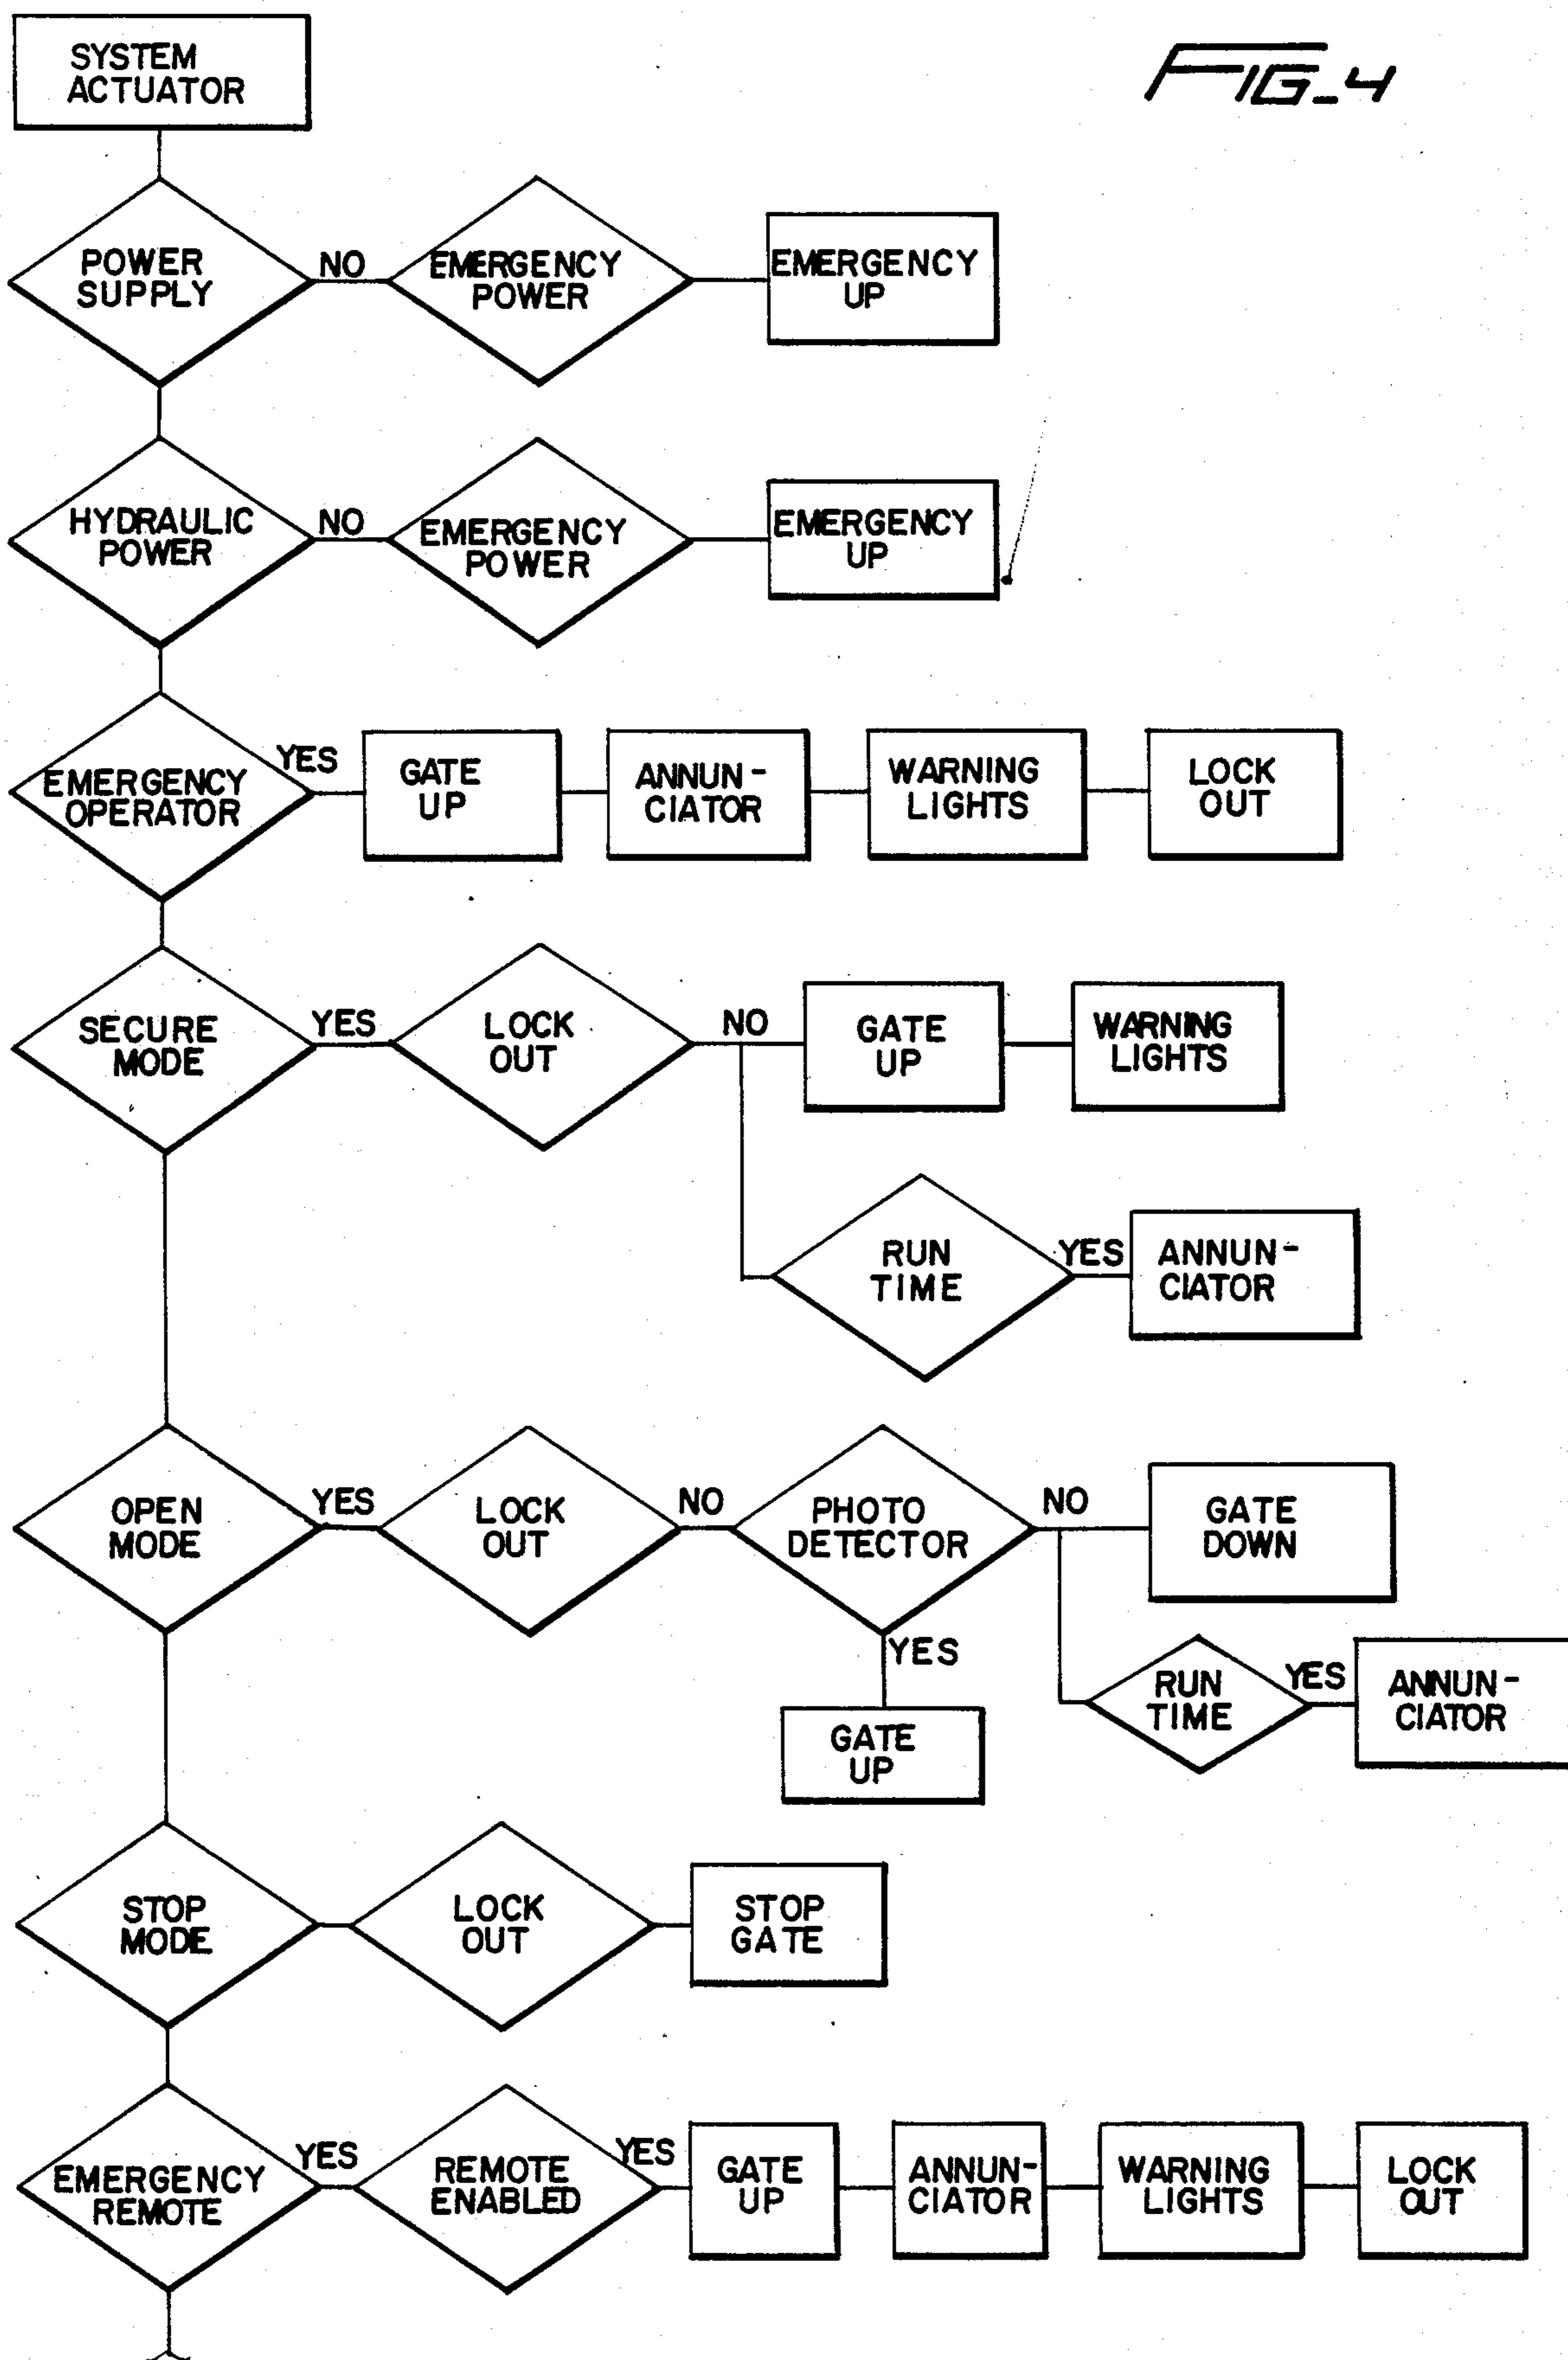 FIG_4
SYSTEM
ACTUATOR
POWER
SUPPLY
NO
EMERGENCY
POWER
EMERGENCY
UP
HYDRAULIC
POWER
NO
EMERGENCY
POWER
EMERGENCY
UP
EMERGENCY
OPERATOR
YES
GATE
UP
ANNUN-
CIATOR
WARNING
LIGHTS
LOCK
OUT
SECURE
MODE
YES
LOCK
OUT
NO
GATE
UP
WARNING
LIGHTS
RUN
TIME
YES
ANNUN-
CIATOR
OPEN
MODE
YES
LOCK
OUT
NO
PHOTO
DETECTOR
NO
GATE
DOWN
YES
GATE
UP
RUN
TIME
YES
ANNUN-
CIATOR
STOP
MODE
LOCK
OUT
STOP
GATE
EMERGENCY
REMOTE
YES
REMOTE
ENABLED
YES
GATE
UP
ANNUN-
CIATOR
WARNING
LIGHTS
LOCK
OUT